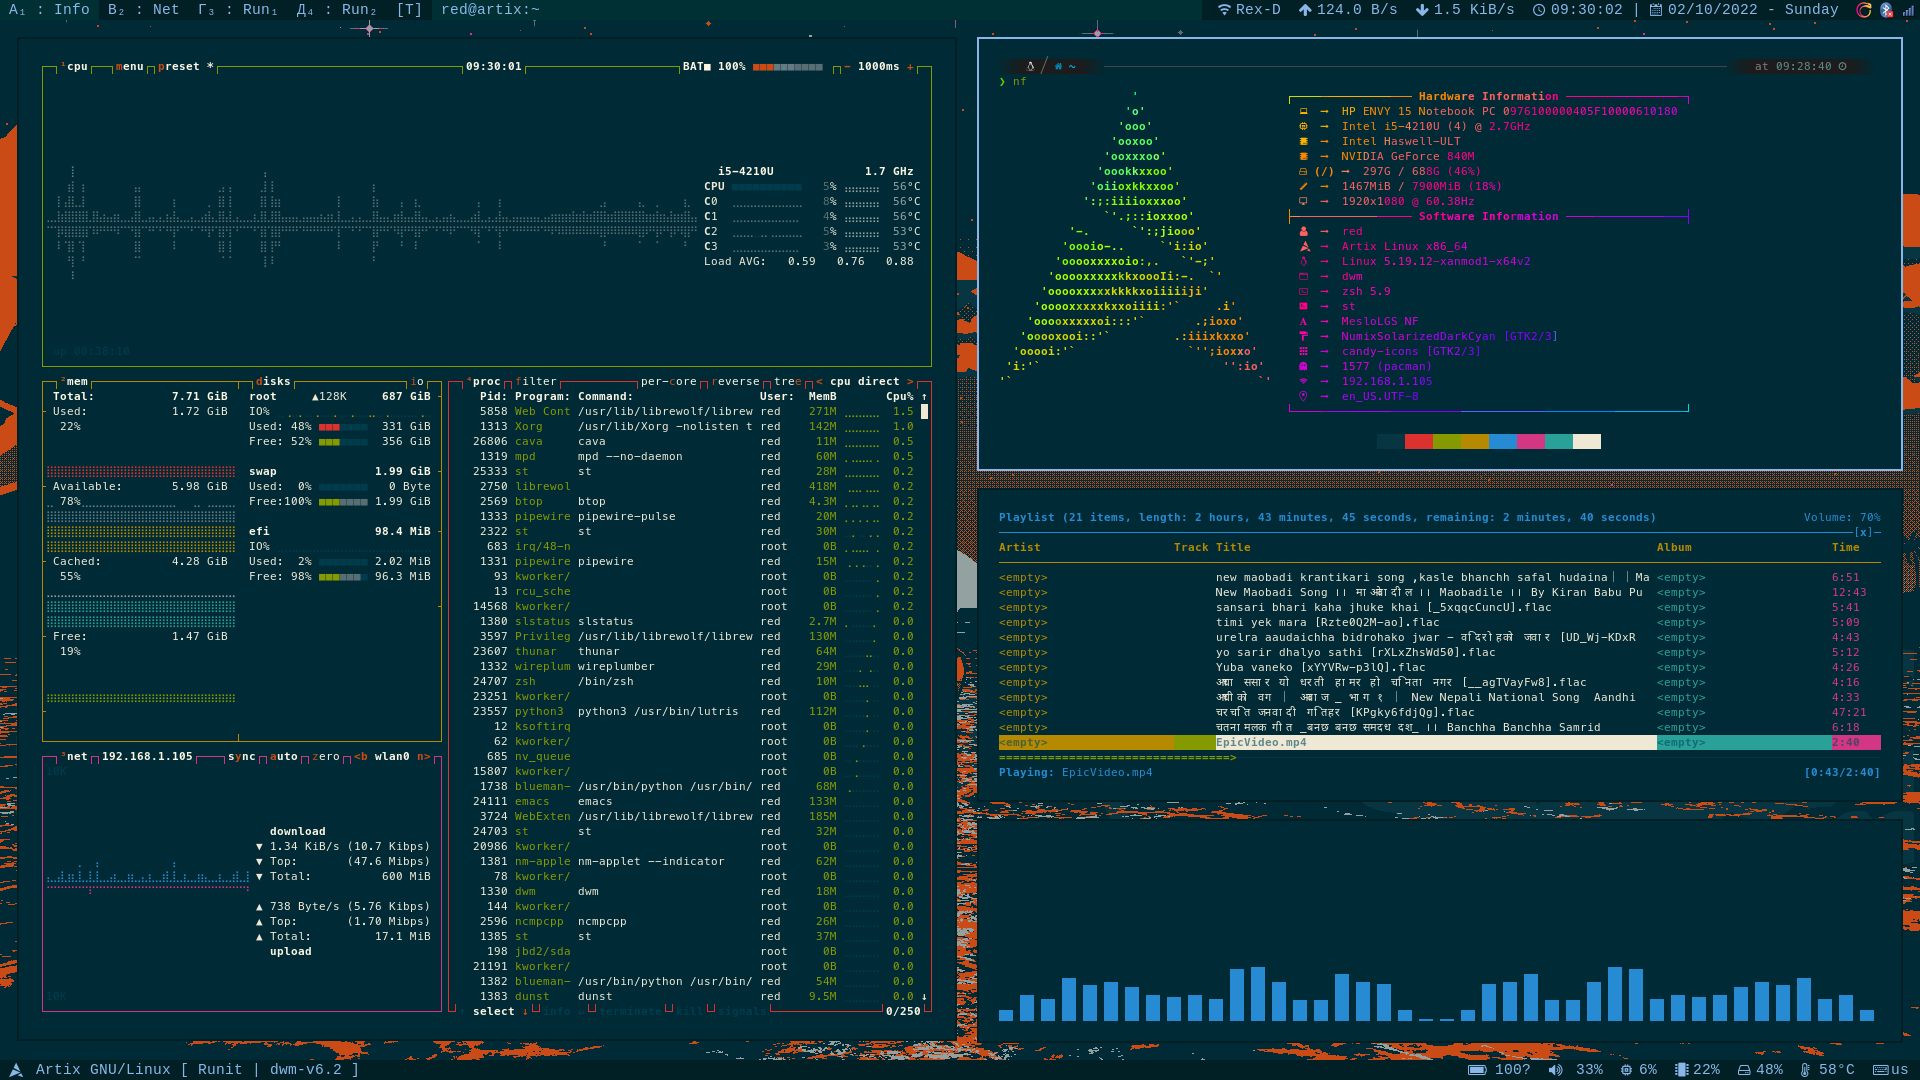 A₁ : Info B₂ : Net Г₃ : Run₁ Д₄ : Run₂ [T] red@artix:~
Rex-D 124.0 B/s 1.5 KiB/s 09:30:02 | 02/10/2022 - Sunday
¹cpu menu preset * 09:30:01 BAT■ 100% - 1000ms +
i5-4210U 1.7 GHz
CPU 5% 56°C
C0 8% 56°C
C1 4% 56°C
C2 5% 53°C
C3 3% 53°C
Load AVG: 0.59 0.76 0.88
up 00:38:10
²mem disks io
Total: 7.71 GiB
Used: 1.72 GiB
22%
Available: 5.98 GiB
78%
Cached: 4.28 GiB
55%
Free: 1.47 GiB
19%
root ▲128K 687 GiB
IO%
Used: 48% 331 GiB
Free: 52% 356 GiB
swap 1.99 GiB
Used: 0% 0 Byte
Free:100% 1.99 GiB
efi 98.4 MiB
IO%
Used: 2% 2.02 MiB
Free: 98% 96.3 MiB
³net 192.168.1.105 sync auto zero <b wlan0 n>
10K
download
▼ 1.34 KiB/s (10.7 Kibps)
▼ Top: (47.6 Mibps)
▼ Total: 600 MiB
▲ 738 Byte/s (5.76 Kibps)
▲ Top: (1.70 Mibps)
▲ Total: 17.1 MiB
upload
10K
⁴proc filter per-core reverse tree < cpu direct >
Pid: Program: Command: User: MemB Cpu% ↑
5858 Web Cont /usr/lib/librewolf/librew red 271M 1.5
1313 Xorg /usr/lib/Xorg -nolisten t red 142M 1.0
26806 cava cava red 11M 0.5
1319 mpd mpd --no-daemon red 60M 0.5
25333 st st red 28M 0.2
2750 librewol red 418M 0.2
2569 btop btop red 4.3M 0.2
1333 pipewire pipewire-pulse red 20M 0.2
2322 st st red 30M 0.2
683 irq/48-n root 0B 0.2
1331 pipewire pipewire red 15M 0.2
93 kworker/ root 0B 0.0
13 rcu_sche root 0B 0.0
14568 kworker/ root 0B 0.0
1380 slstatus slstatus red 2.7M 0.0
3597 Privileg /usr/lib/librewolf/librew red 130M 0.0
23607 thunar thunar red 64M 0.0
1332 wireplum wireplumber red 29M 0.0
24707 zsh /bin/zsh red 10M 0.0
23251 kworker/ root 0B 0.0
23557 python3 python3 /usr/bin/lutris red 112M 0.0
12 ksoftirq root 0B 0.0
62 kworker/ root 0B 0.0
685 nv_queue root 0B 0.0
15807 kworker/ root 0B 0.0
1738 blueman- /usr/bin/python /usr/bin/ red 68M 0.0
24111 emacs emacs red 133M 0.0
3724 WebExten /usr/lib/librewolf/librew red 185M 0.0
24703 st st red 32M 0.0
20986 kworker/ root 0B 0.0
1381 nm-apple nm-applet --indicator red 62M 0.0
78 kworker/ root 0B 0.0
1330 dwm dwm red 18M 0.0
144 kworker/ root 0B 0.0
2596 ncmpcpp ncmpcpp red 26M 0.0
1385 st st red 37M 0.0
198 jbd2/sda root 0B 0.0
21191 kworker/ root 0B 0.0
1382 blueman- /usr/bin/python /usr/bin/ red 54M 0.0
1383 dunst dunst red 9.5M 0.0 ↓
select ↓ info terminate kill signals 0/250
~ at 09:28:40
❯ nf
Hardware Information
→ HP ENVY 15 Notebook PC 0976100000405F10000610180
→ Intel i5-4210U (4) @ 2.7GHz
→ Intel Haswell-ULT
→ NVIDIA GeForce 840M
(/) → 297G / 688G (46%)
→ 1467MiB / 7900MiB (18%)
→ 1920x1080 @ 60.38Hz
Software Information
→ red
→ Artix Linux x86_64
→ Linux 5.19.12-xanmod1-x64v2
→ dwm
→ zsh 5.9
→ st
→ MesloLGS NF
→ NumixSolarizedDarkCyan [GTK2/3]
→ candy-icons [GTK2/3]
→ 1577 (pacman)
→ 192.168.1.105
→ en_US.UTF-8
Playlist (21 items, length: 2 hours, 43 minutes, 45 seconds, remaining: 2 minutes, 40 seconds) Volume: 70%
[x]
Artist Track Title Album Time
<empty> new maobadi krantikari song ,kasle bhanchh safal hudaina| |Ma <empty> 6:51
<empty> New Maobadi Song ।। ।। Maobadile ।। By Kiran Babu Pu <empty> 12:43
<empty> sansari bhari kaha jhuke khai [_5xqqcCuncU].flac <empty> 5:41
<empty> timi yek mara [Rzte0Q2M-ao].flac <empty> 5:09
<empty> urelra aaudaichha bidrohako jwar - [UD_Wj-KDxR <empty> 4:43
<empty> yo sarir dhalyo sathi [rXLxZhsWd50].flac <empty> 5:12
<empty> Yuba vaneko [xYYVRw-p3lQ].flac <empty> 4:26
<empty> [__agTVayFw8].flac <empty> 4:16
<empty> | New Nepali National Song Aandhi <empty> 4:33
<empty> [KPgky6fdjQg].flac <empty> 47:21
<empty> ।। Banchha Banchha Samrid <empty> 6:18
<empty> EpicVideo.mp4 <empty> 2:40
Playing: EpicVideo.mp4 [0:43/2:40]
Artix GNU/Linux [ Runit | dwm-v6.2 ]
100? 33% 6% 22% 48% 58°C us